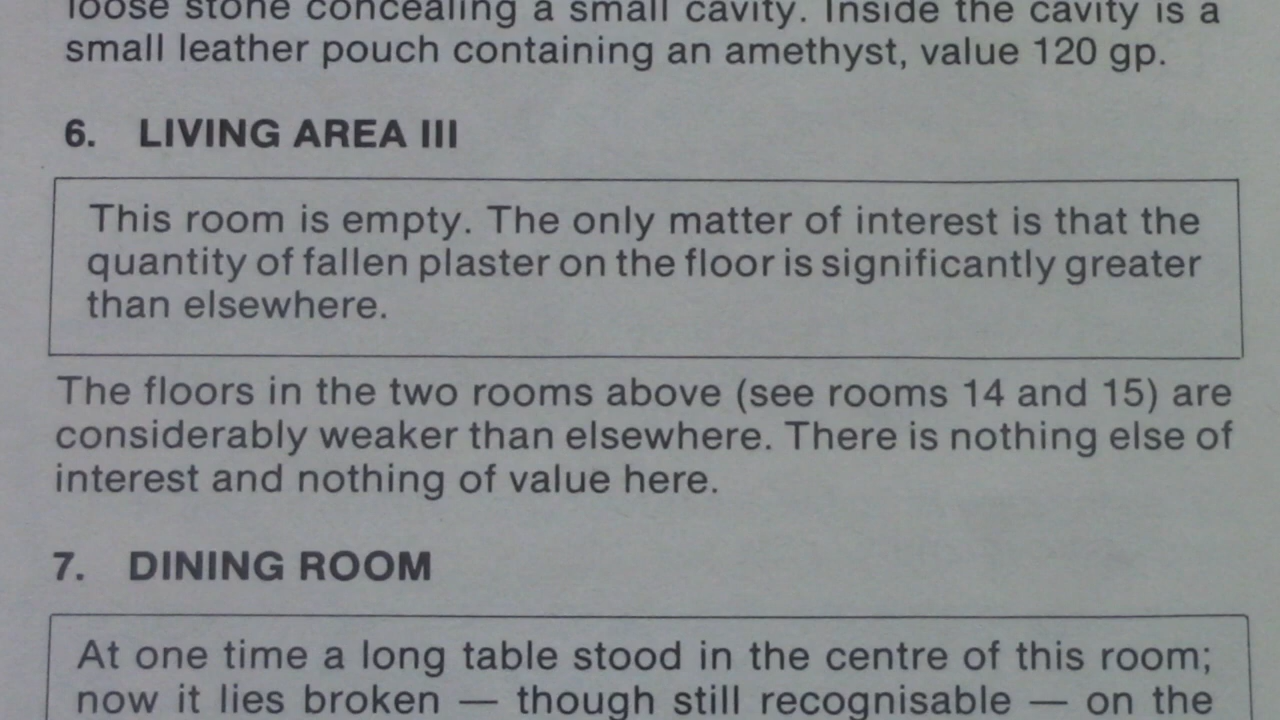 loose stone concealing a small cavity. Inside the cavity is a
small leather pouch containing an amethyst, value 120 gp.
6. LIVING AREA III
This room is empty. The only matter of interest is that the
quantity of fallen plaster on the floor is significantly greater
than elsewhere.
The floors in the two rooms above (see rooms 14 and 15) are
considerably weaker than elsewhere. There is nothing else of
interest and nothing of value here.
7. DINING ROOM
At one time a long table stood in the centre of this room;
now it lies broken — though still recognisable — on the